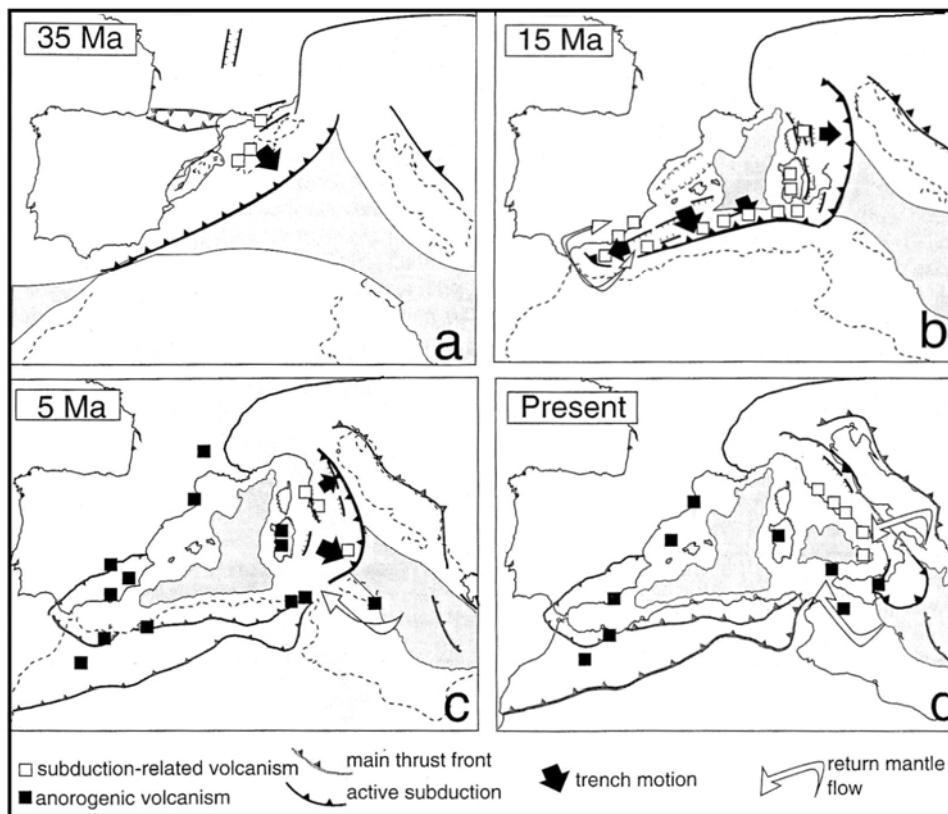 35 Ma
a
15 Ma
b
5 Ma
c
Present
d
subduction-related volcanism
anorogenic volcanism
main thrust front
active subduction
trench motion
return mantle
flow